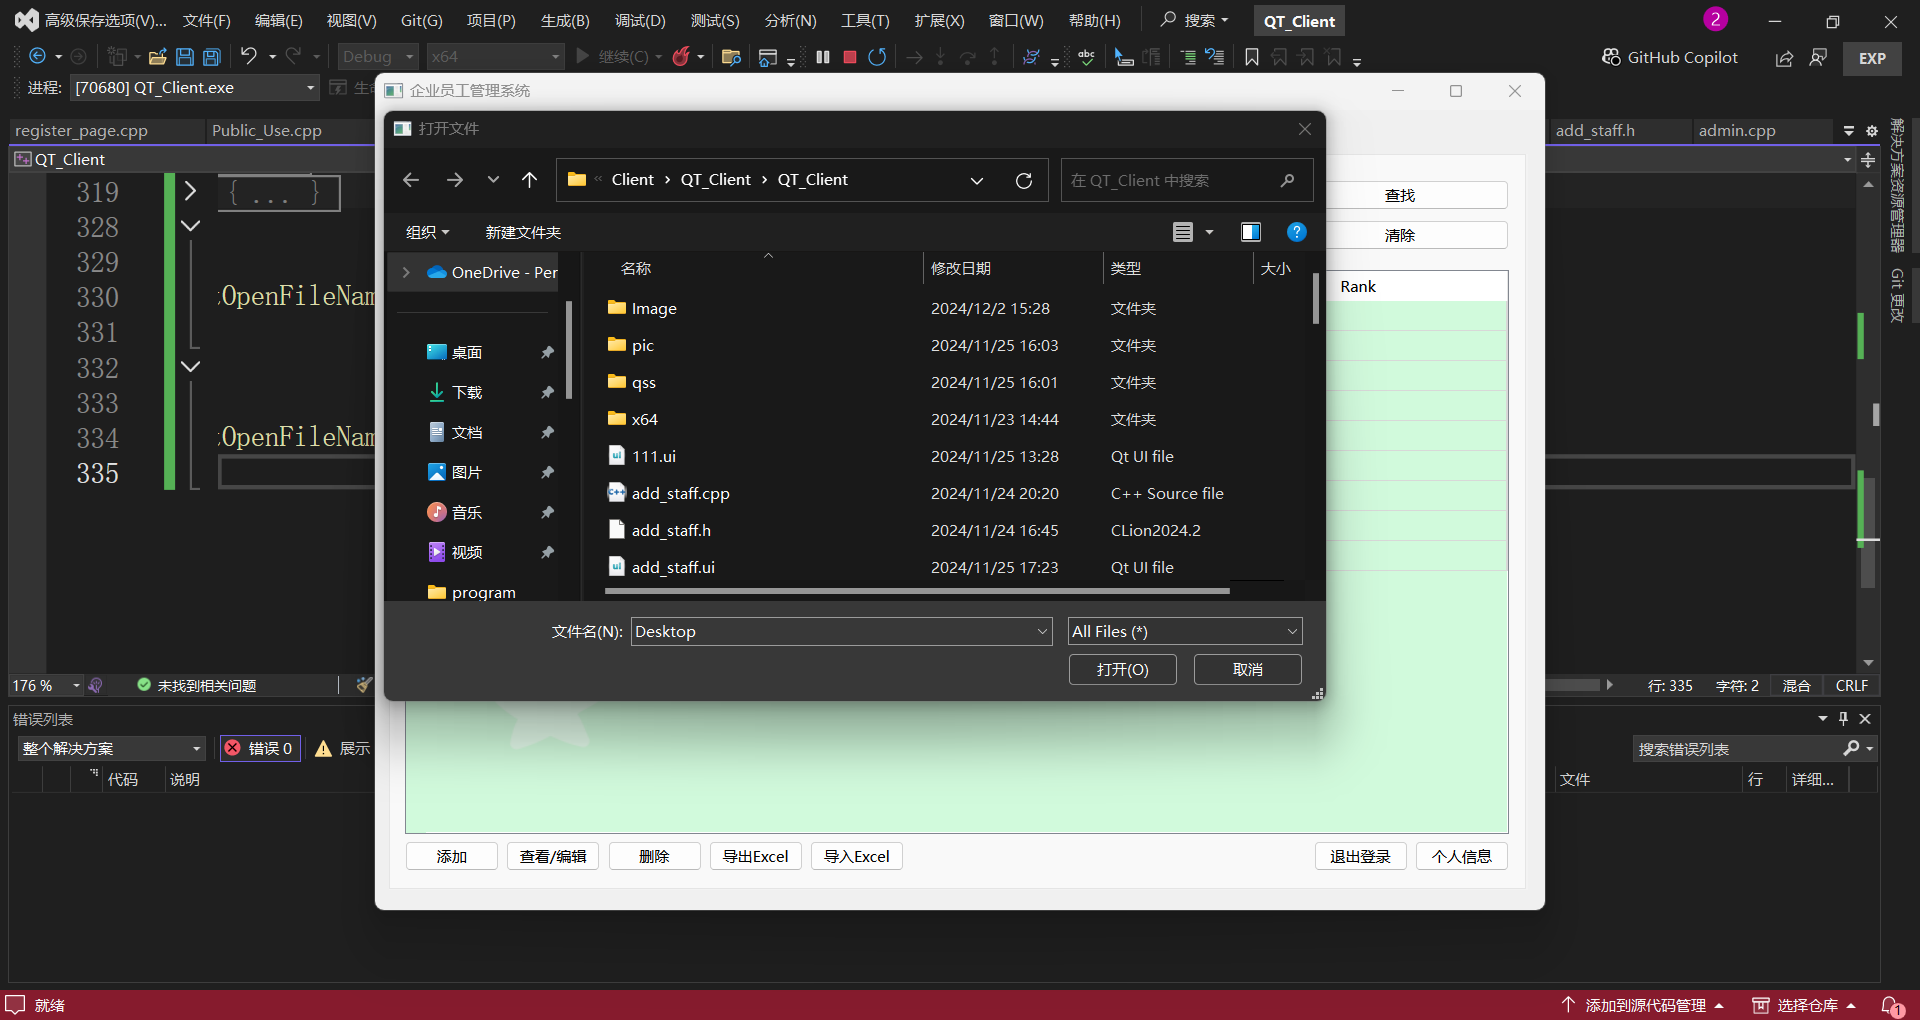 高级保存选项(V)... 文件(F) 编辑(E) 视图(V) Git(G) 项目(P) 生成(B) 调试(D) 测试(S) 分析(N) 工具(T) 扩展(X) 窗口(W) 帮助(H) 搜索 QT_Client 2
Debug x64 继续(C) abc GitHub Copilot EXP
进程: [70680] QT_Client.exe
企业员工管理系统
register_page.cpp Public_Use.cpp add_staff.h admin.cpp
QT_Client
解决方案资源管理器
Git 更改
319 { ... }
328
329
330 OpenFileNam
331
332
333
334 OpenFileNam
335
打开文件
Client QT_Client QT_Client 在 QT_Client 中搜索
组织 新建文件夹
OneDrive - Per
桌面
下载
文档
图片
音乐
视频
program
名称 修改日期 类型 大小
Image 2024/12/2 15:28 文件夹
pic 2024/11/25 16:03 文件夹
qss 2024/11/25 16:01 文件夹
x64 2024/11/23 14:44 文件夹
111.ui 2024/11/25 13:28 Qt UI file
add_staff.cpp 2024/11/24 20:20 C++ Source file
add_staff.h 2024/11/24 16:45 CLion2024.2
add_staff.ui 2024/11/25 17:23 Qt UI file
文件名(N): Desktop All Files (*)
打开(O) 取消
查找
清除
Rank
添加 查看/编辑 删除 导出Excel 导入Excel 退出登录 个人信息
176 % 未找到相关问题 行: 335 字符: 2 混合 CRLF
错误列表
整个解决方案 错误 0 展示 搜索错误列表
代码 说明 文件 行 详细...
就绪 添加到源代码管理 选择仓库 1